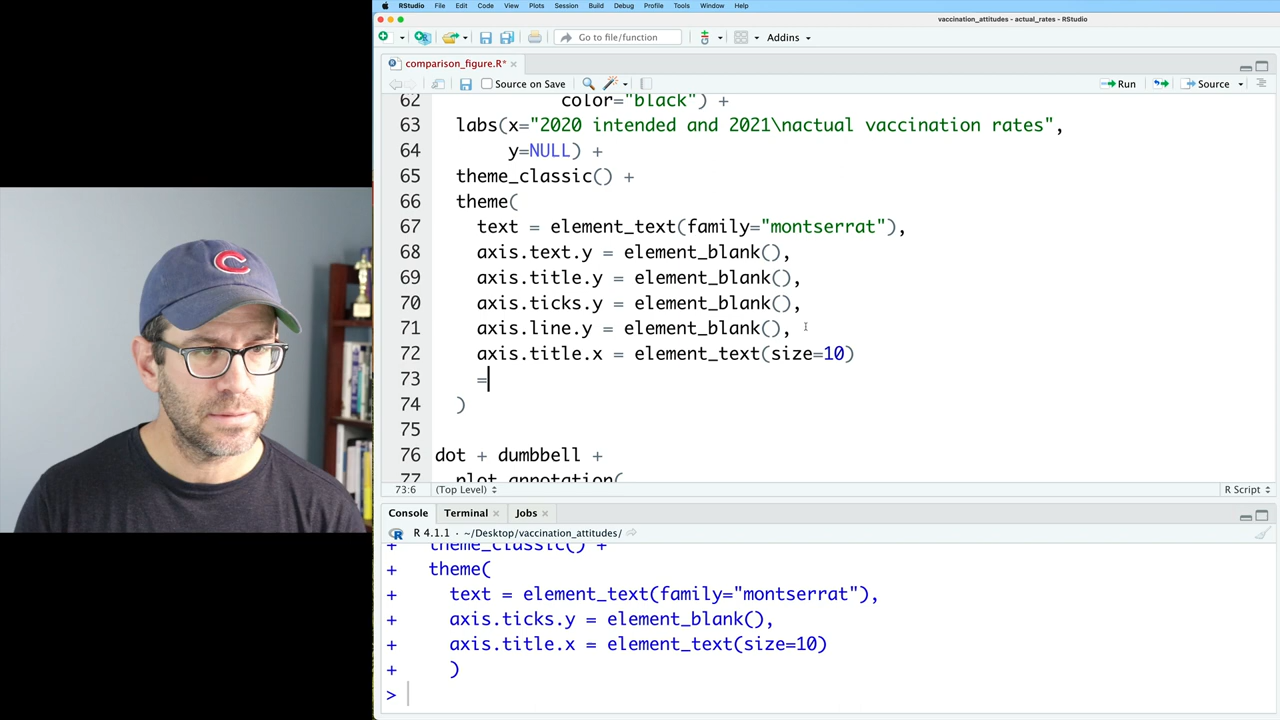 RStudio File Edit Code View Plots Session Build Debug Profile Tools Window Help
vaccination_attitudes - actual_rates - RStudio
Go to file/function Addins
comparison_figure.R*
Source on Save Run Source
62 color="black") +
63 labs(x="2020 intended and 2021\nactual vaccination rates",
64 y=NULL) +
65 theme_classic() +
66 theme(
67 text = element_text(family="montserrat"),
68 axis.text.y = element_blank(),
69 axis.title.y = element_blank(),
70 axis.ticks.y = element_blank(),
71 axis.line.y = element_blank(),
72 axis.title.x = element_text(size=10)
73 =
74 )
75
76 dot + dumbbell +
77 plot_annotation(
73:6 (Top Level) R Script
Console Terminal Jobs
R 4.1.1 · ~/Desktop/vaccination_attitudes/
+ theme_classic() +
+ theme(
+ text = element_text(family="montserrat"),
+ axis.ticks.y = element_blank(),
+ axis.title.x = element_text(size=10)
+ )
>
C